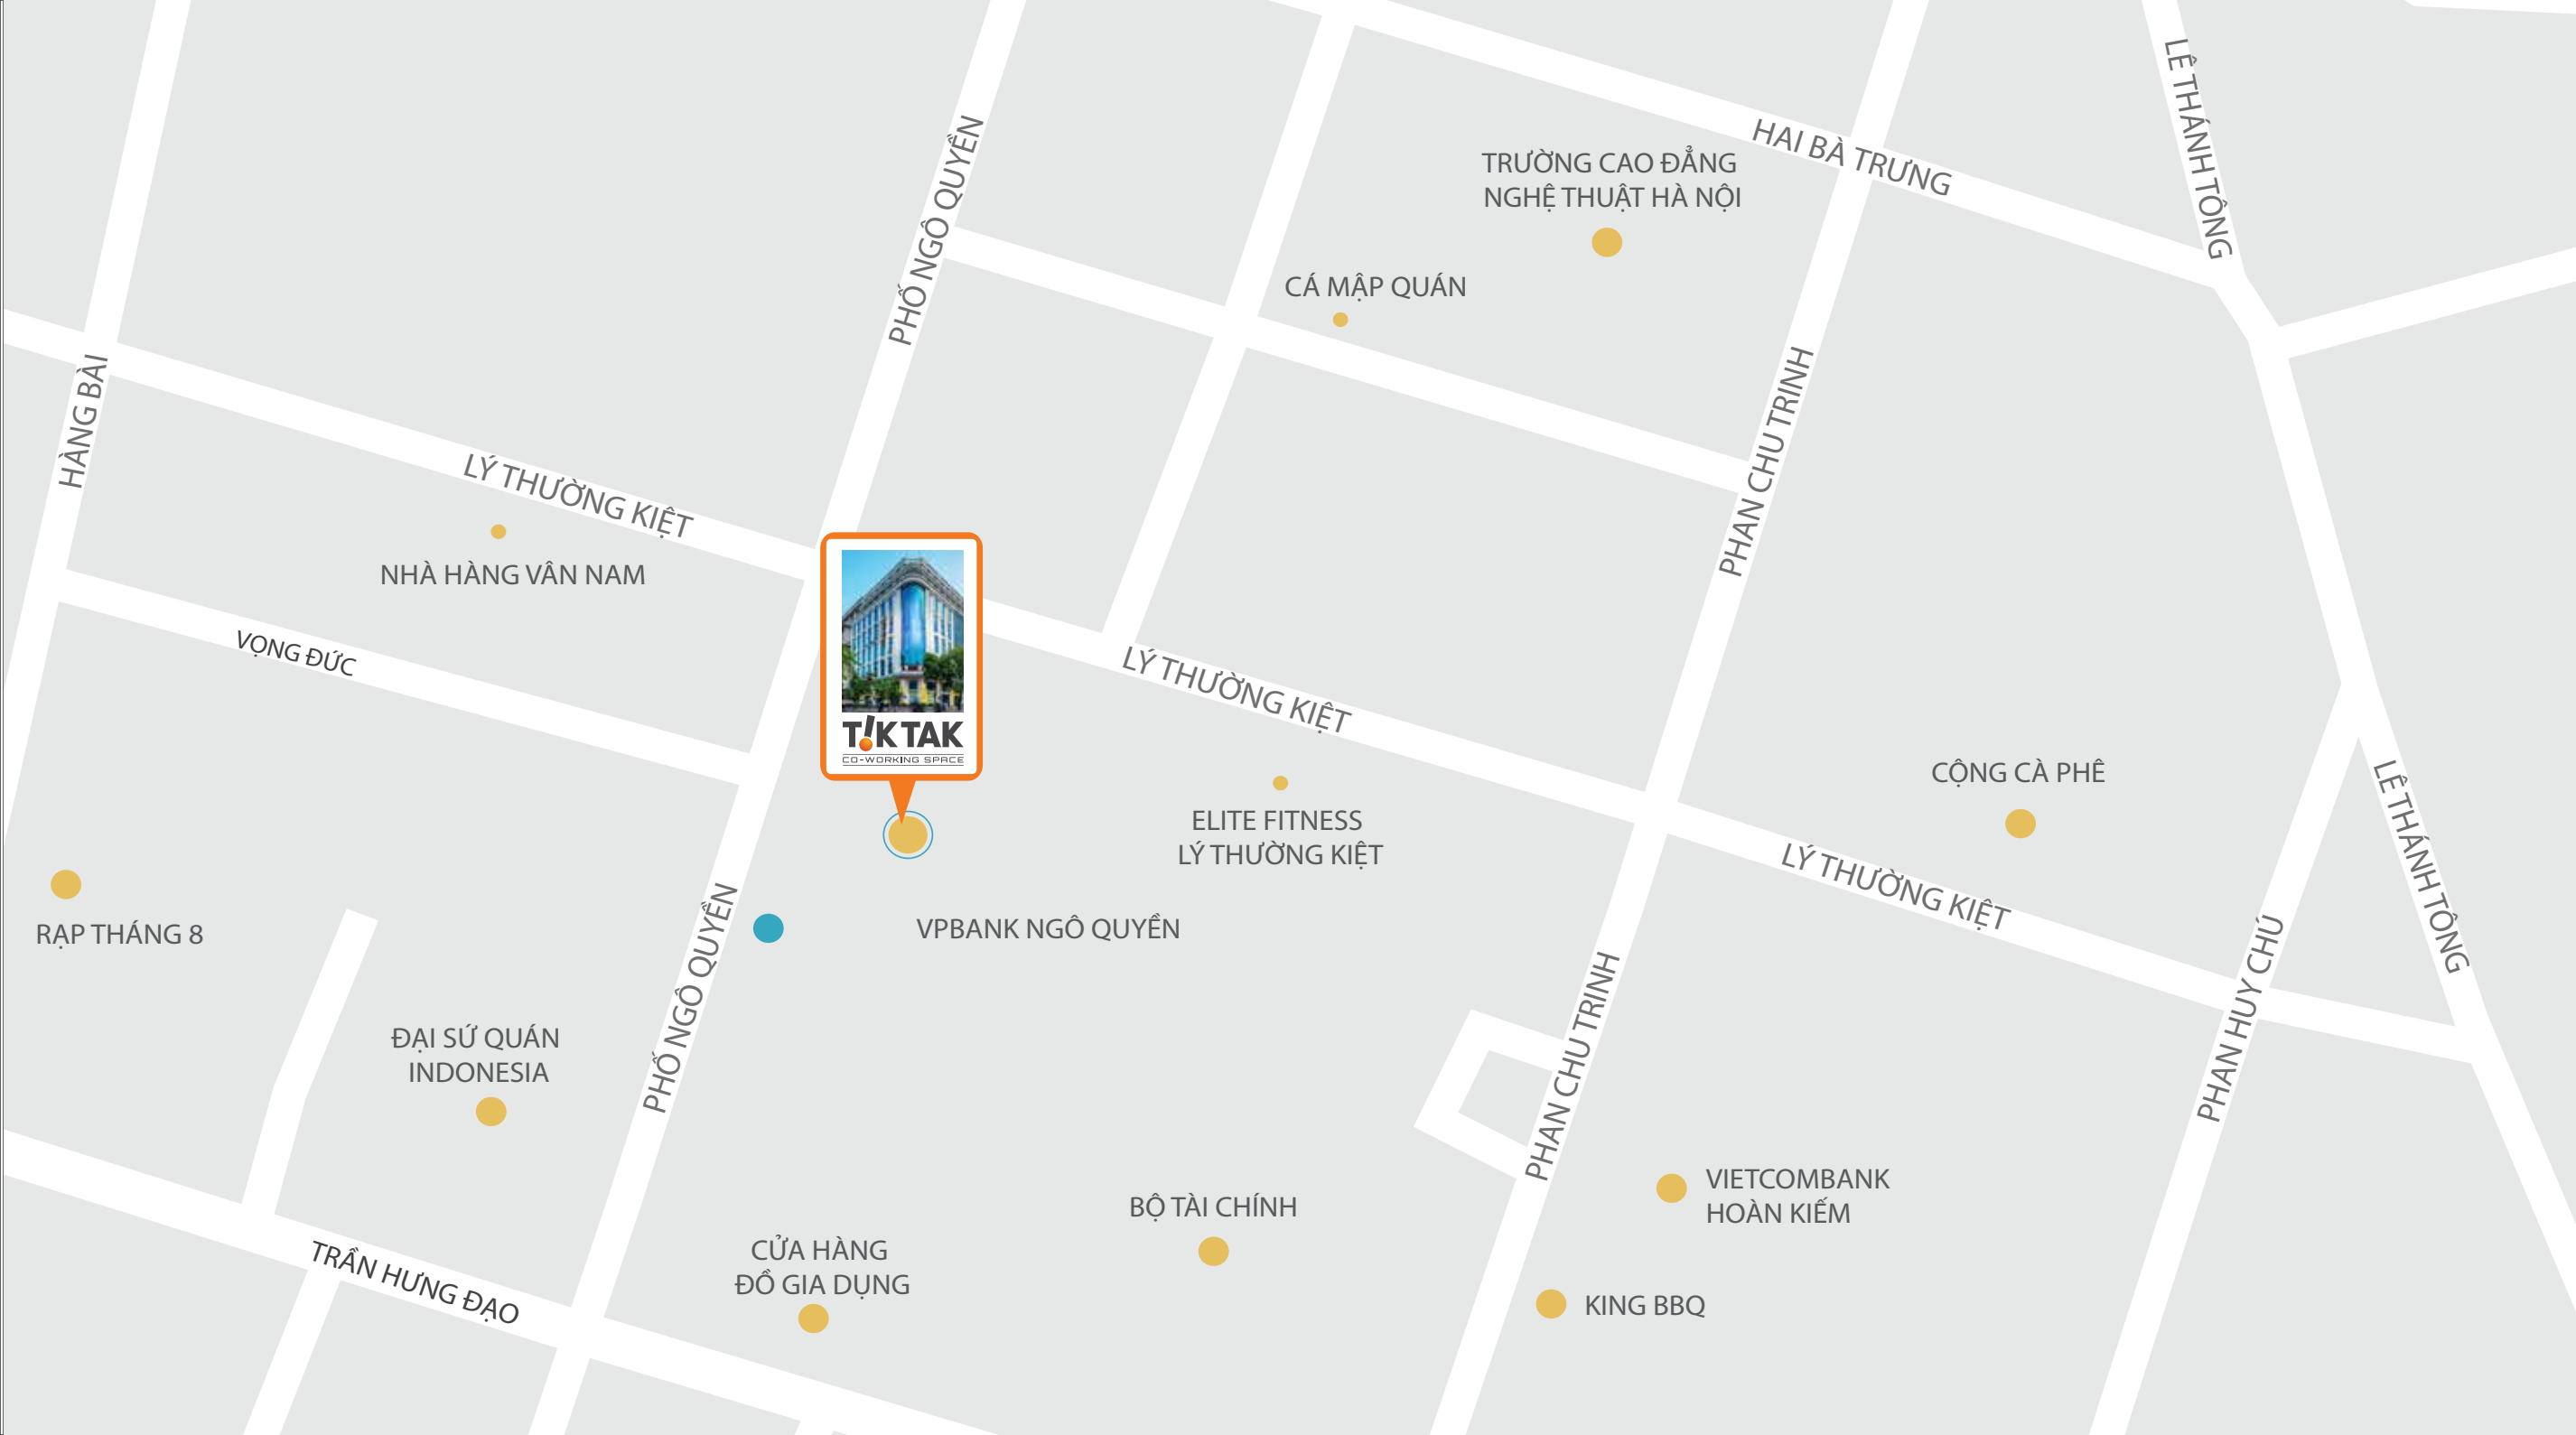 LÊ THÁNH TÔNG
HAI BÀ TRƯNG
PHỐ NGÔ QUYỀN
TRƯỜNG CAO ĐẲNG
NGHỆ THUẬT HÀ NỘI
CÁ MẬP QUÁN
HÀNG BÀI
PHAN CHU TRINH
LÝ THƯỜNG KIỆT
NHÀ HÀNG VÂN NAM
VỌNG ĐỨC
LÝ THƯỜNG KIỆT
T!K TAK
CO-WORKING SPACE
CỘNG CÀ PHÊ
LÊ THÁNH TÔNG
ELITE FITNESS
LÝ THƯỜNG KIỆT
LÝ THƯỜNG KIỆT
RẠP THÁNG 8
VPBANK NGÔ QUYỀN
PHỐ NGÔ QUYỀN
PHAN HUY CHÚ
PHAN CHU TRINH
ĐẠI SỨ QUÁN
INDONESIA
VIETCOMBANK
HOÀN KIẾM
BỘ TÀI CHÍNH
CỬA HÀNG
ĐỒ GIA DỤNG
TRẦN HƯNG ĐẠO
KING BBQ